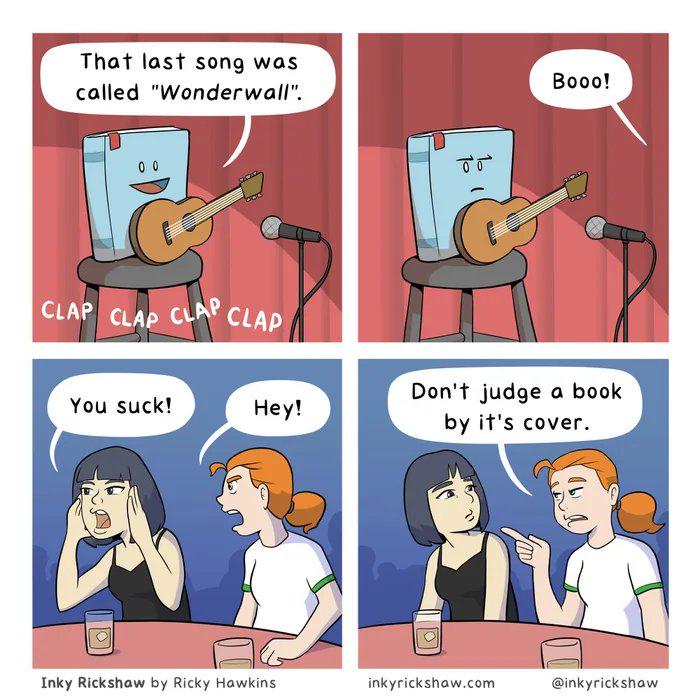 That last song was
called "Wonderwall".
CLAP CLAP CLAP CLAP
Booo!
You suck!
Hey!
Don't judge a book
by it's cover.
Inky Rickshaw by Ricky Hawkins
inkyrickshaw.com
@inkyrickshaw